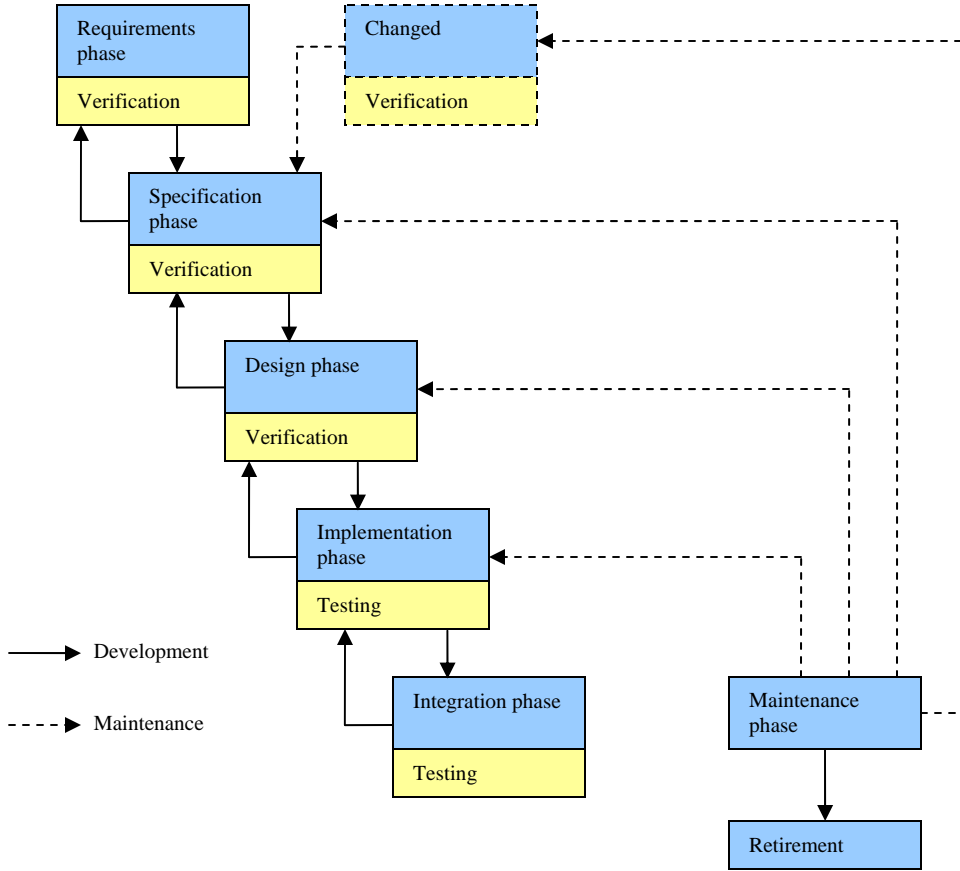 Requirements
phase
Verification
Changed
Verification
Specification
phase
Verification
Design phase
Verification
Implementation
phase
Testing
Development
Maintenance
Integration phase
Testing
Maintenance
phase
Retirement